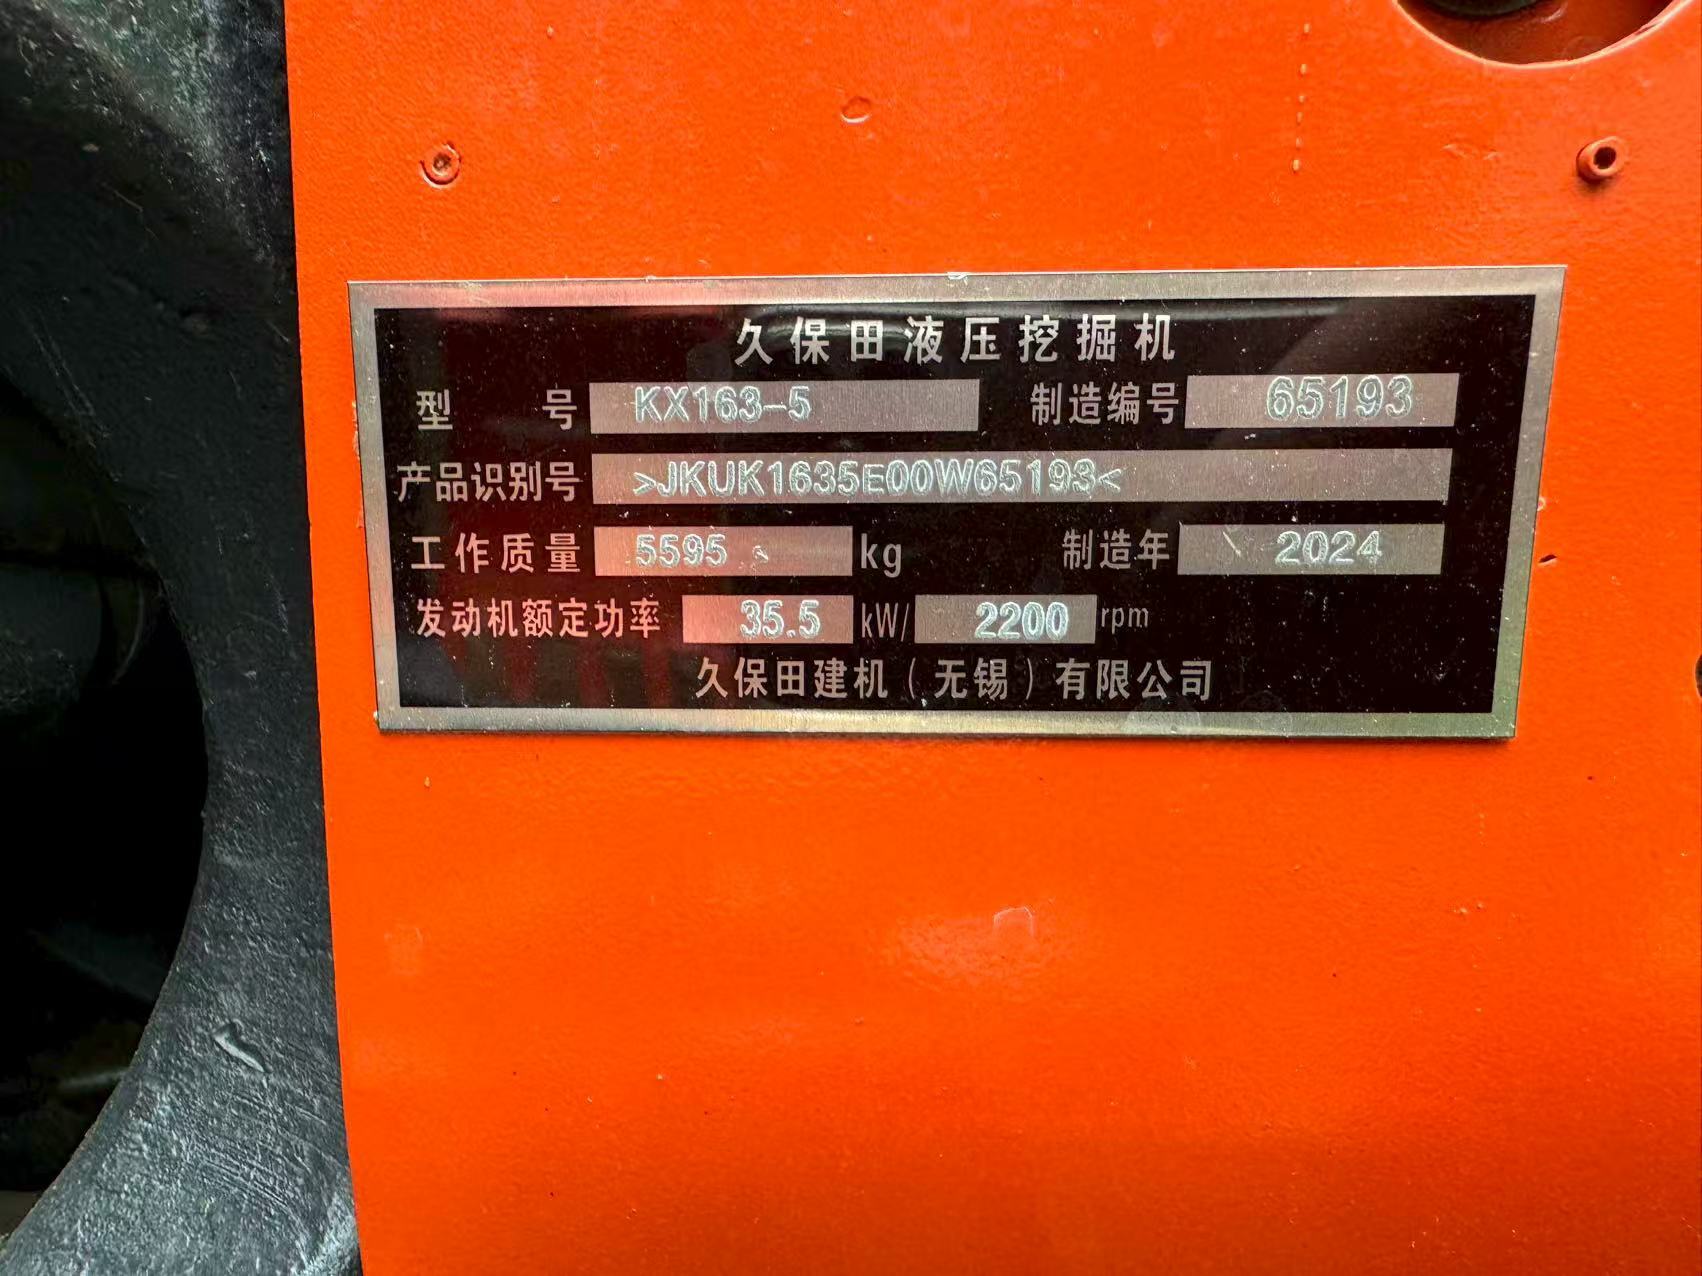 久保田液压挖掘机
型号 KX163-5 制造编号 65193
产品识别号 >JKUK1635E00W65193<
工作质量 5595 kg 制造年 2024
发动机额定功率 35.5 kW/ 2200 rpm
久保田建机(无锡)有限公司